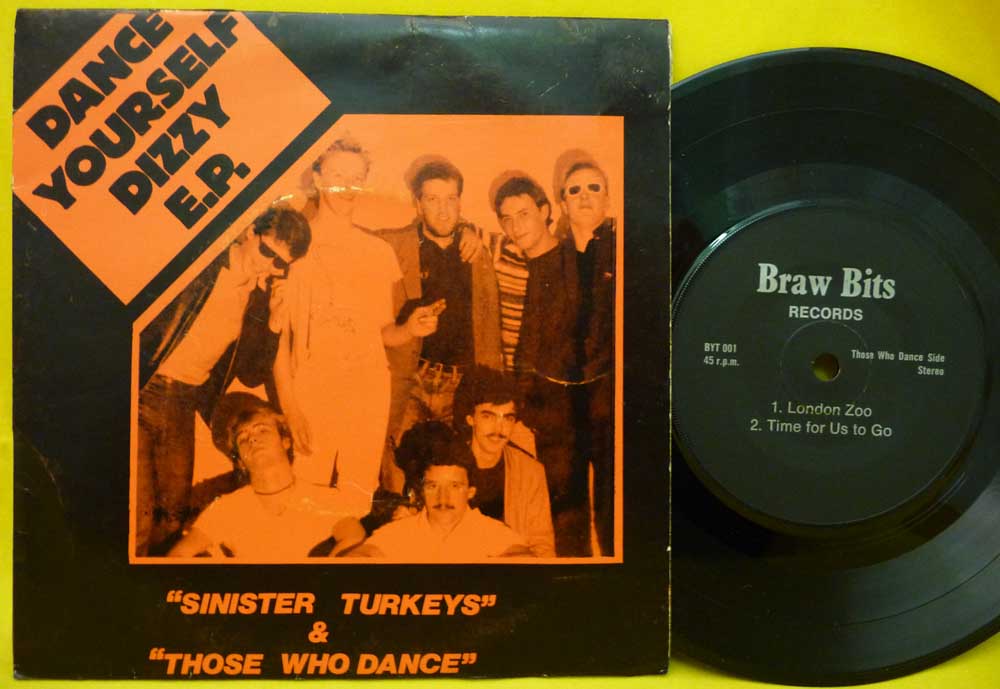 DANCE
YOURSELF
DIZZY
E.P.
“SINISTER TURKEYS”
&
“THOSE WHO DANCE”
Braw Bits
RECORDS
BYT 001
45 r.p.m.
Those Who Dance Side
Stereo
1. London Zoo
2. Time for Us to Go